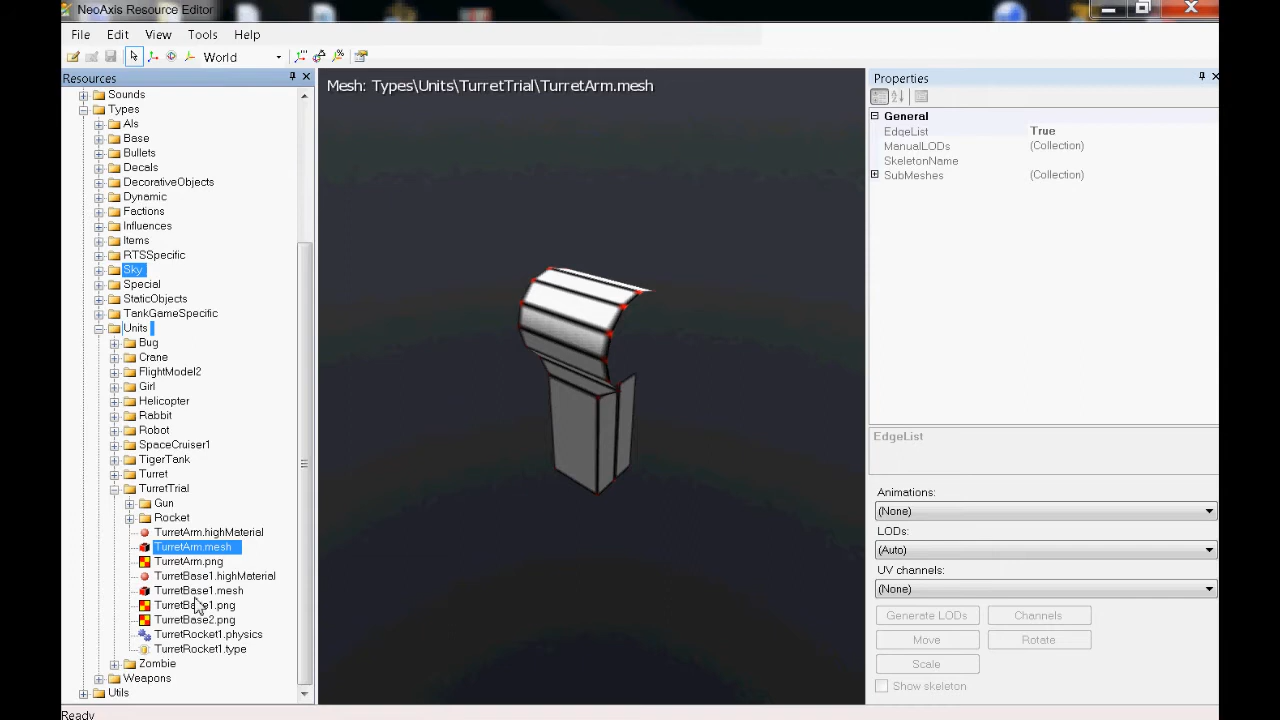 NeoAxis Resource Editor
File Edit View Tools Help
World
Resources
Sounds
Types
AIs
Base
Bullets
Decals
DecorativeObjects
Dynamic
Factions
Influences
Items
RTSSpecific
Sky
Special
StaticObjects
TankGameSpecific
Units
Bug
Crane
FlightModel2
Girl
Helicopter
Rabbit
Robot
SpaceCruiser1
TigerTank
Turret
TurretTrial
Gun
Rocket
TurretArm.highMaterial
TurretArm.mesh
TurretArm.png
TurretBase1.highMaterial
TurretBase1.mesh
TurretBase1.png
TurretBase2.png
TurretRocket1.physics
TurretRocket1.type
Zombie
Weapons
Utils
Ready
Mesh: Types\Units\TurretTrial\TurretArm.mesh
Properties
General
EdgeList True
ManualLODs (Collection)
SkeletonName
SubMeshes (Collection)
EdgeList
Animations:
(None)
LODs:
(Auto)
UV channels:
(None)
Generate LODs Channels
Move Rotate
Scale
Show skeleton